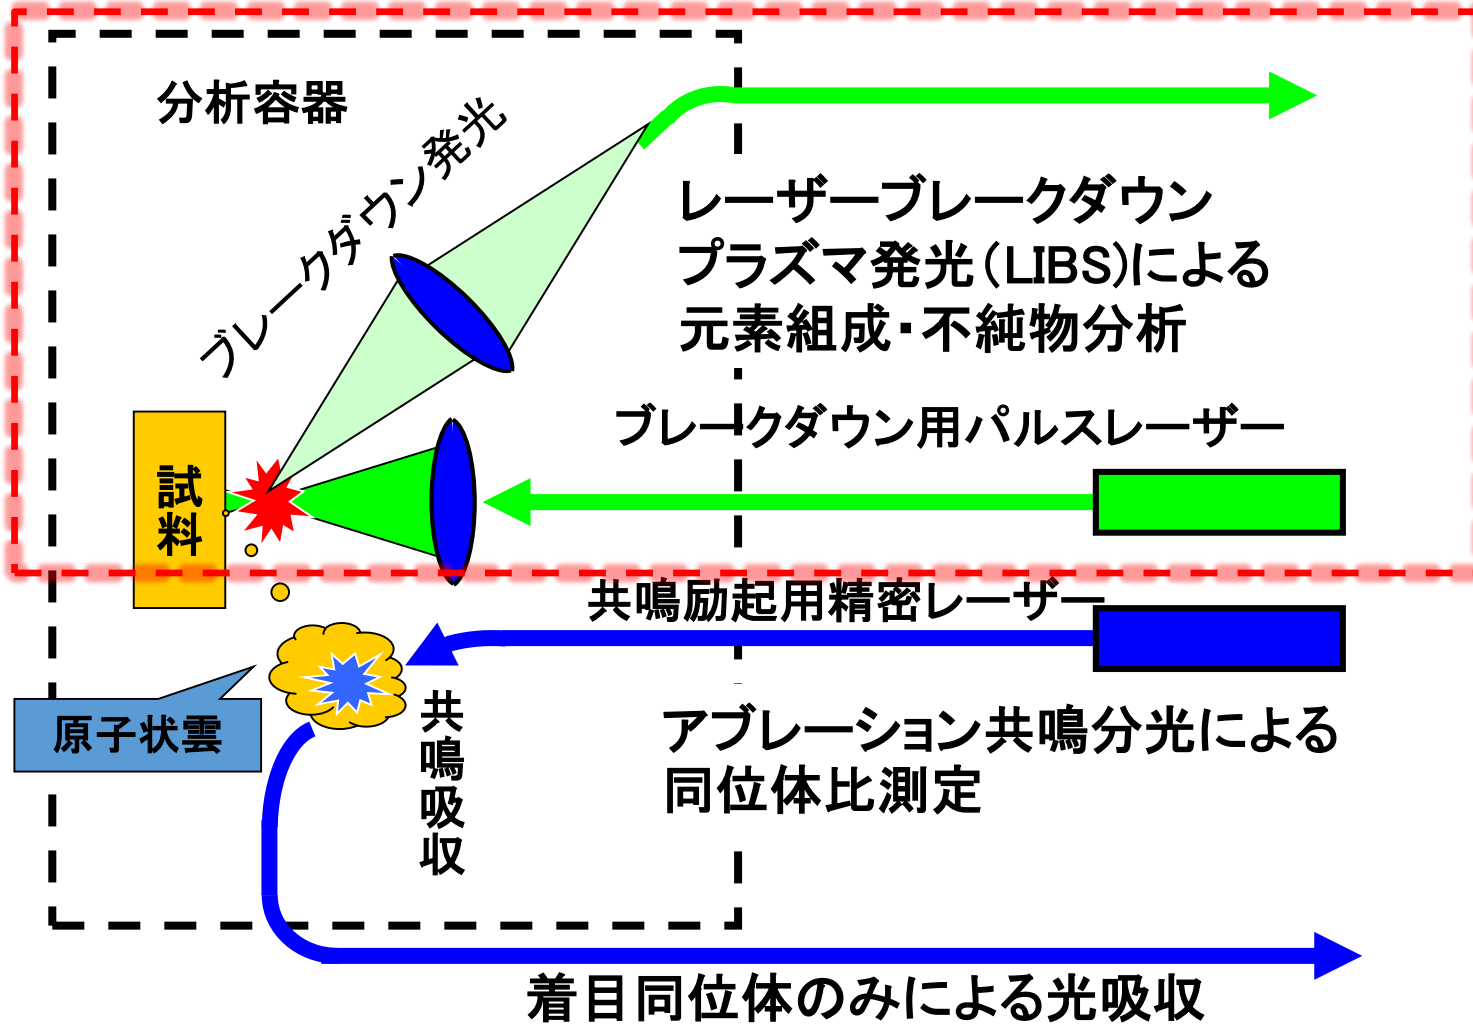 分析容器
ブレークダウン発光
レーザーブレークダウン
プラズマ発光(LIBS)による
元素組成・不純物分析
ブレークダウン用パルスレーザー
試料
共鳴励起用精密レーザー
原子状雲
共鳴吸収
アブレーション共鳴分光による
同位体比測定
着目同位体のみによる光吸収